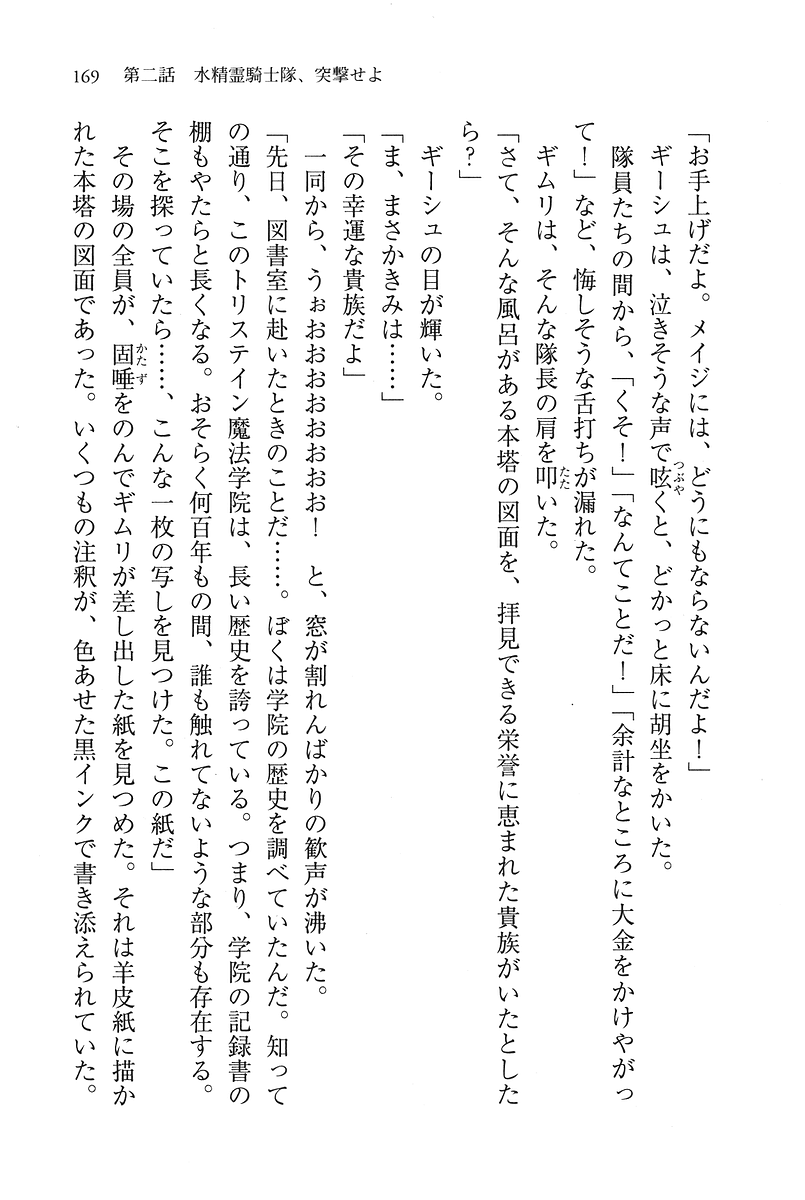 169　第二話　水精霊騎士隊、突撃せよ
「お手上げだよ。メイジには、どうにもならないんだよ！」
ギーシュは、泣きそうな声で呟くと、どかっと床に胡坐をかいた。
隊員たちの間から、「くそ！」「なんてことだ！」「余計なところに大金をかけやがっ
て！」など、悔しそうな舌打ちが漏れた。
ギムリは、そんな隊長の肩を叩いた。
「さて、そんな風呂がある本塔の図面を、拝見できる栄誉に恵まれた貴族がいたとした
ら？」
ギーシュの目が輝いた。
「ま、まさかきみは……」
「その幸運な貴族だよ」
一同から、うぉおおおおおおおお！　と、窓が割れんばかりの歓声が沸いた。
「先日、図書室に赴いたときのことだ……。ぼくは学院の歴史を調べていたんだ。知って
の通り、このトリステイン魔法学院は、長い歴史を誇っている。つまり、学院の記録書の
棚もやたらと長くなる。おそらく何百年もの間、誰も触れてないような部分も存在する。
そこを探っていたら……、こんな一枚の写しを見つけた。この紙だ」
その場の全員が、固唾をのんでギムリが差し出した紙を見つめた。それは羊皮紙に描か
れた本塔の図面であった。いくつもの注釈が、色あせた黒インクで書き添えられていた。